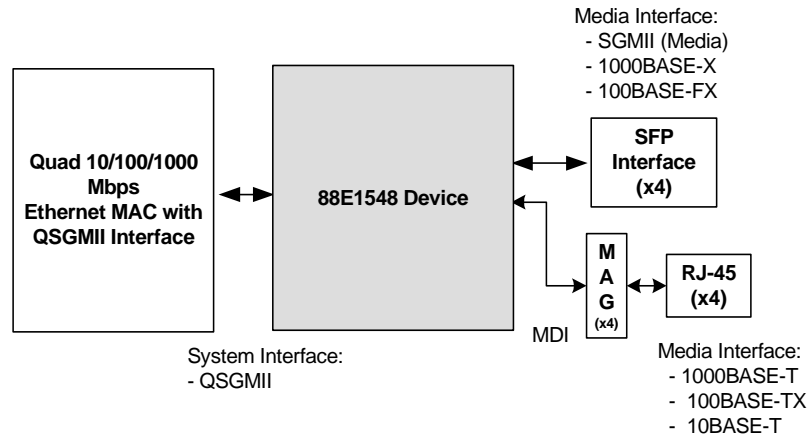 Media Interface:
- SGMII (Media)
- 1000BASE-X
- 100BASE-FX
Quad 10/100/1000
Mbps
Ethernet MAC with
QSGMII Interface
88E1548 Device
SFP
Interface
(x4)
M
A
G
(x4)
RJ-45
(x4)
MDI
System Interface:
- QSGMII
Media Interface:
- 1000BASE-T
- 100BASE-TX
- 10BASE-T